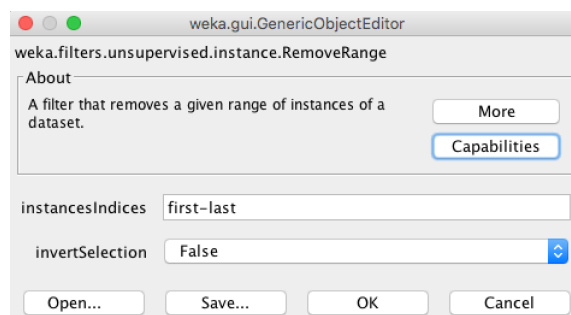 weka.gui.GenericObjectEditor
weka.filters.unsupervised.instance.RemoveRange
About
A filter that removes a given range of instances of a
dataset.
More
Capabilities
instancesIndices first-last
invertSelection False
Open... Save... OK Cancel